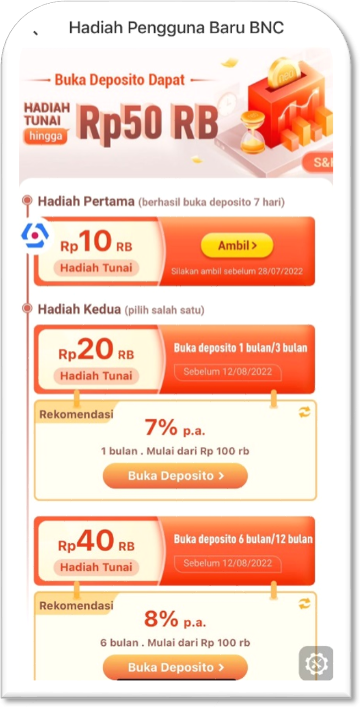 Hadiah Pengguna Baru BNC
Buka Deposito Dapat
HADIAH
TUNAI
hingga
Rp50 RB
Hadiah Pertama (berhasil buka deposito 7 hari)
Rp10 RB
Hadiah Tunai
Ambil >
Silakan ambil sebelum 28/07/2022
Hadiah Kedua (pilih salah satu)
Rp20 RB
Hadiah Tunai
Buka deposito 1 bulan/3 bulan
Sebelum 12/08/2022
Rekomendasi
7% p.a.
1 bulan . Mulai dari Rp 100 rb
Buka Deposito >
Rp40 RB
Hadiah Tunai
Buka deposito 6 bulan/12 bulan
Sebelum 12/08/2022
Rekomendasi
8% p.a.
6 bulan . Mulai dari Rp 100 rb
Buka Deposito >